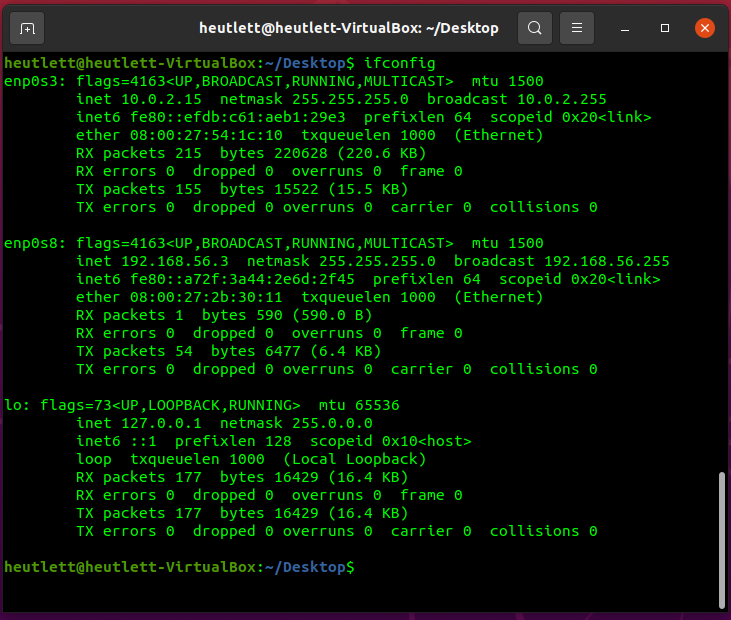 heutlett@heutlett-VirtualBox: ~/Desktop
heutlett@heutlett-VirtualBox:~/Desktop$ ifconfig
enp0s3: flags=4163<UP,BROADCAST,RUNNING,MULTICAST>  mtu 1500
        inet 10.0.2.15  netmask 255.255.255.0  broadcast 10.0.2.255
        inet6 fe80::efdb:c61:aeb1:29e3  prefixlen 64  scopeid 0x20<link>
        ether 08:00:27:54:1c:10  txqueuelen 1000  (Ethernet)
        RX packets 215  bytes 220628 (220.6 KB)
        RX errors 0  dropped 0  overruns 0  frame 0
        TX packets 155  bytes 15522 (15.5 KB)
        TX errors 0  dropped 0 overruns 0  carrier 0  collisions 0
enp0s8: flags=4163<UP,BROADCAST,RUNNING,MULTICAST>  mtu 1500
        inet 192.168.56.3  netmask 255.255.255.0  broadcast 192.168.56.255
        inet6 fe80::a72f:3a44:2e6d:2f45  prefixlen 64  scopeid 0x20<link>
        ether 08:00:27:2b:30:11  txqueuelen 1000  (Ethernet)
        RX packets 1  bytes 590 (590.0 B)
        RX errors 0  dropped 0  overruns 0  frame 0
        TX packets 54  bytes 6477 (6.4 KB)
        TX errors 0  dropped 0 overruns 0  carrier 0  collisions 0
lo: flags=73<UP,LOOPBACK,RUNNING>  mtu 65536
        inet 127.0.0.1  netmask 255.0.0.0
        inet6 ::1  prefixlen 128  scopeid 0x10<host>
        loop  txqueuelen 1000  (Local Loopback)
        RX packets 177  bytes 16429 (16.4 KB)
        RX errors 0  dropped 0  overruns 0  frame 0
        TX packets 177  bytes 16429 (16.4 KB)
        TX errors 0  dropped 0 overruns 0  carrier 0  collisions 0
heutlett@heutlett-VirtualBox:~/Desktop$